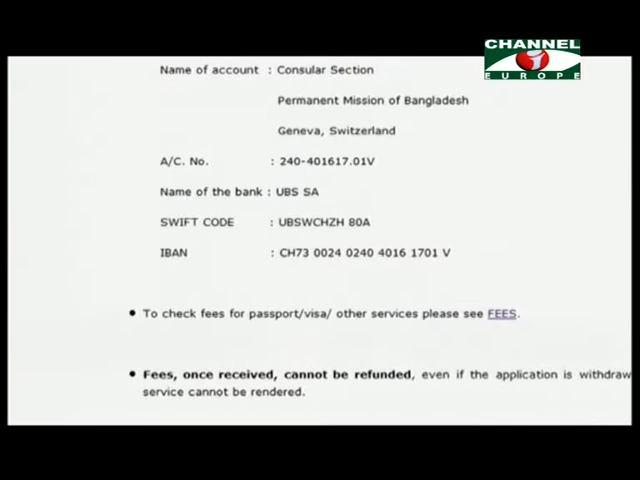 CHANNEL
i
EUROPE
Name of account : Consular Section
Permanent Mission of Bangladesh
Geneva, Switzerland
A/C. No. : 240-401617.01V
Name of the bank : UBS SA
SWIFT CODE : UBSWCHZH 80A
IBAN : CH73 0024 0240 4016 1701 V
• To check fees for passport/visa/ other services please see FEES.
• Fees, once received, cannot be refunded, even if the application is withdraw
service cannot be rendered.